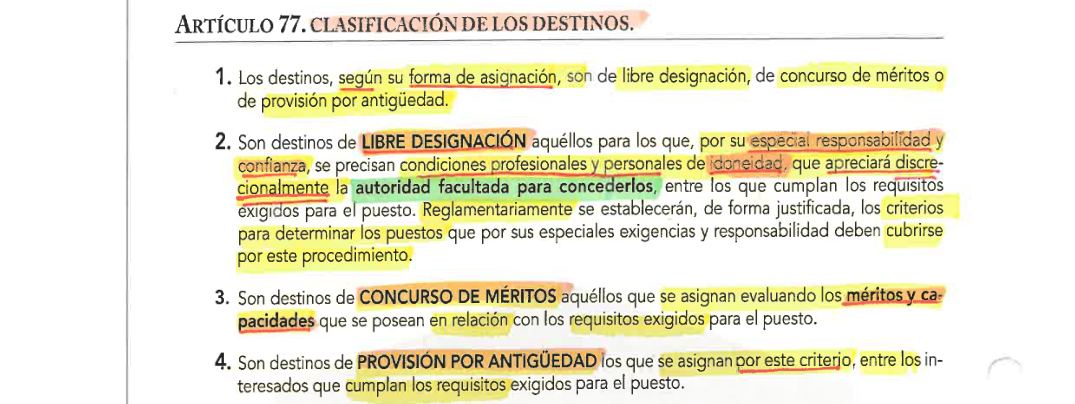 ARTÍCULO 77. CLASIFICACIÓN DE LOS DESTINOS.
1. Los destinos, según su forma de asignación, son de libre designación, de concurso de méritos o
de provisión por antigüedad.
2. Son destinos de LIBRE DESIGNACIÓN aquéllos para los que, por su especial responsabilidad y
confianza, se precisan condiciones profesionales y personales de idoneidad, que apreciará discre-
cionalmente la autoridad facultada para concederlos, entre los que cumplan los requisitos
exigidos para el puesto. Reglamentariamente se establecerán, de forma justificada, los criterios
para determinar los puestos que por sus especiales exigencias y responsabilidad deben cubrirse
por este procedimiento.
3. Son destinos de CONCURSO DE MÉRITOS aquéllos que se asignan evaluando los méritos y ca-
pacidades que se posean en relación con los requisitos exigidos para el puesto.
4. Son destinos de PROVISIÓN POR ANTIGÜEDAD los que se asignan por este criterio, entre los in-
teresados que cumplan los requisitos exigidos para el puesto.